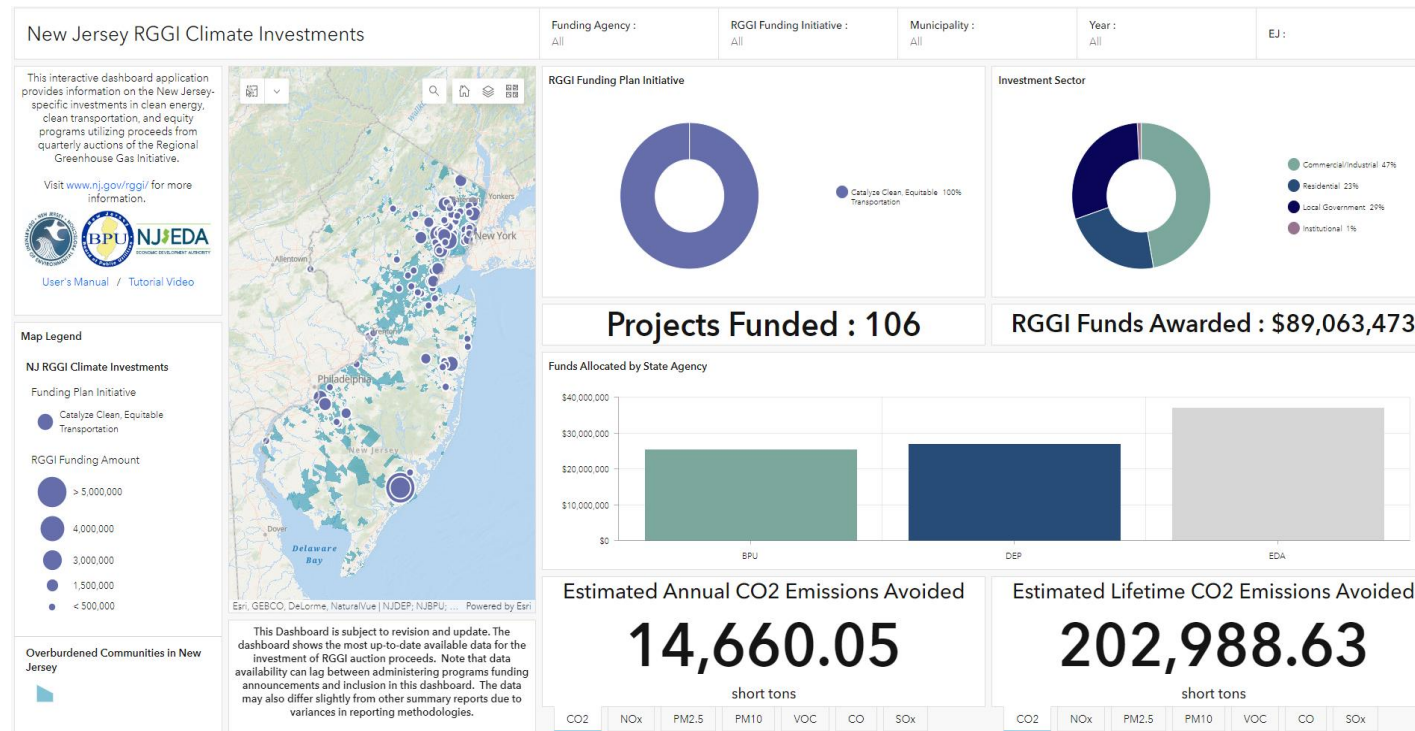 New Jersey RGGI Climate Investments
Funding Agency :
All
RGGI Funding Initiative :
All
Municipality :
All
Year :
All
EJ :
This interactive dashboard application
provides information on the New Jersey-
specific investments in clean energy,
clean transportation, and equity
programs utilizing proceeds from
quarterly auctions of the Regional
Greenhouse Gas Initiative.
Visit www.nj.gov/rggi/ for more
information.
BPU
NJEDA
ECONOMIC DEVELOPMENT AUTHORITY
User's Manual / Tutorial Video
Map Legend
NJ RGGI Climate Investments
Funding Plan Initiative
Catalyze Clean, Equitable
Transportation
RGGI Funding Amount
> 5,000,000
4,000,000
3,000,000
1,500,000
< 500,000
Overburdened Communities in New
Jersey
Yonkers
New York
Allentown
Philadelphia
New Jersey
Dover
Delaware
Bay
Esri, GEBCO, DeLorme, NaturalVue | NJDEP; NJBPU; ... Powered by Esri
This Dashboard is subject to revision and update. The
dashboard shows the most up-to-date available data for the
investment of RGGI auction proceeds. Note that data
availability can lag between administering programs funding
announcements and inclusion in this dashboard. The data
may also differ slightly from other summary reports due to
variances in reporting methodologies.
RGGI Funding Plan Initiative
Catalyze Clean, Equitable 100%
Transportation
Investment Sector
Commercial/Industrial 47%
Residential 23%
Local Government 29%
Institutional 1%
Projects Funded : 106
RGGI Funds Awarded : $89,063,473
Funds Allocated by State Agency
$40,000,000
$30,000,000
$20,000,000
$10,000,000
$0
BPU
DEP
EDA
Estimated Annual CO2 Emissions Avoided
14,660.05
short tons
CO2 NOx PM2.5 PM10 VOC CO SOx
Estimated Lifetime CO2 Emissions Avoided
202,988.63
short tons
CO2 NOx PM2.5 PM10 VOC CO SOx